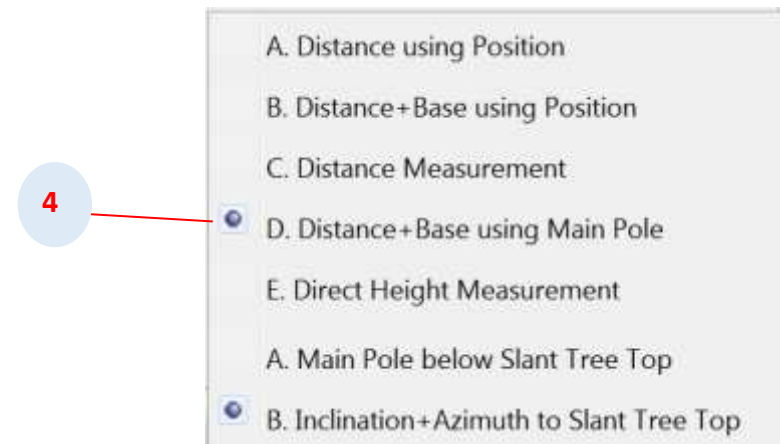 A. Distance using Position
B. Distance+Base using Position
C. Distance Measurement
4
D. Distance+Base using Main Pole
E. Direct Height Measurement
A. Main Pole below Slant Tree Top
B. Inclination+Azimuth to Slant Tree Top